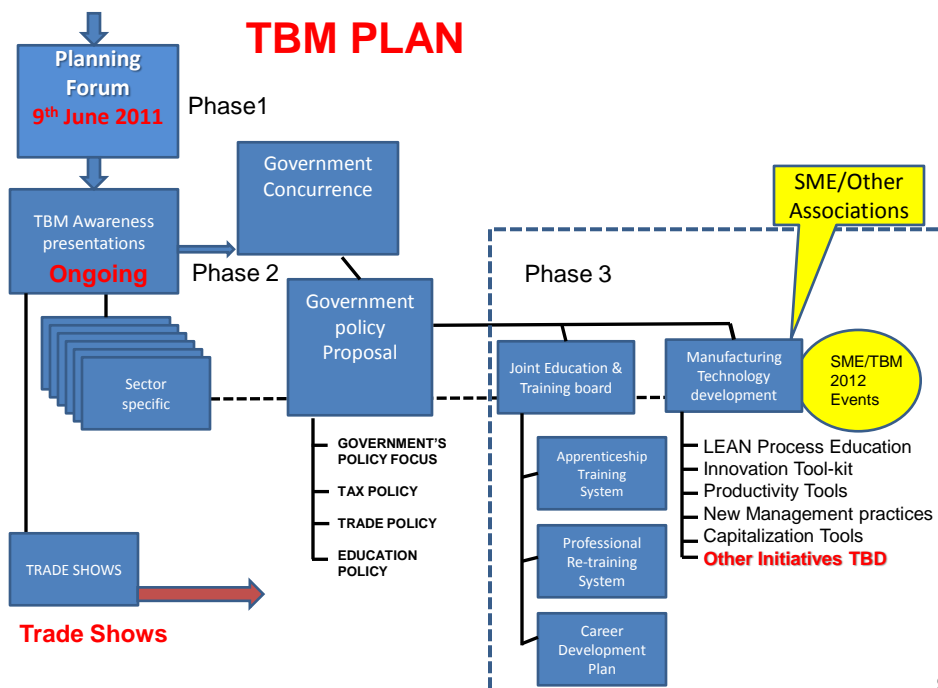 TBM PLAN
Planning
Forum
9th June 2011
Phase1
Government
Concurrence
TBM Awareness
presentations
Ongoing
Phase 2
SME/Other
Associations
Phase 3
Government
policy
Proposal
Sector
specific
Joint Education &
Training board
Manufacturing
Technology
development
SME/TBM
2012
Events
GOVERNMENT'S
POLICY FOCUS
TAX POLICY
TRADE POLICY
EDUCATION
POLICY
Apprenticeship
Training
System
Professional
Re-training
System
Career
Development
Plan
LEAN Process Education
Innovation Tool-kit
Productivity Tools
New Management practices
Capitalization Tools
Other Initiatives TBD
TRADE SHOWS
Trade Shows